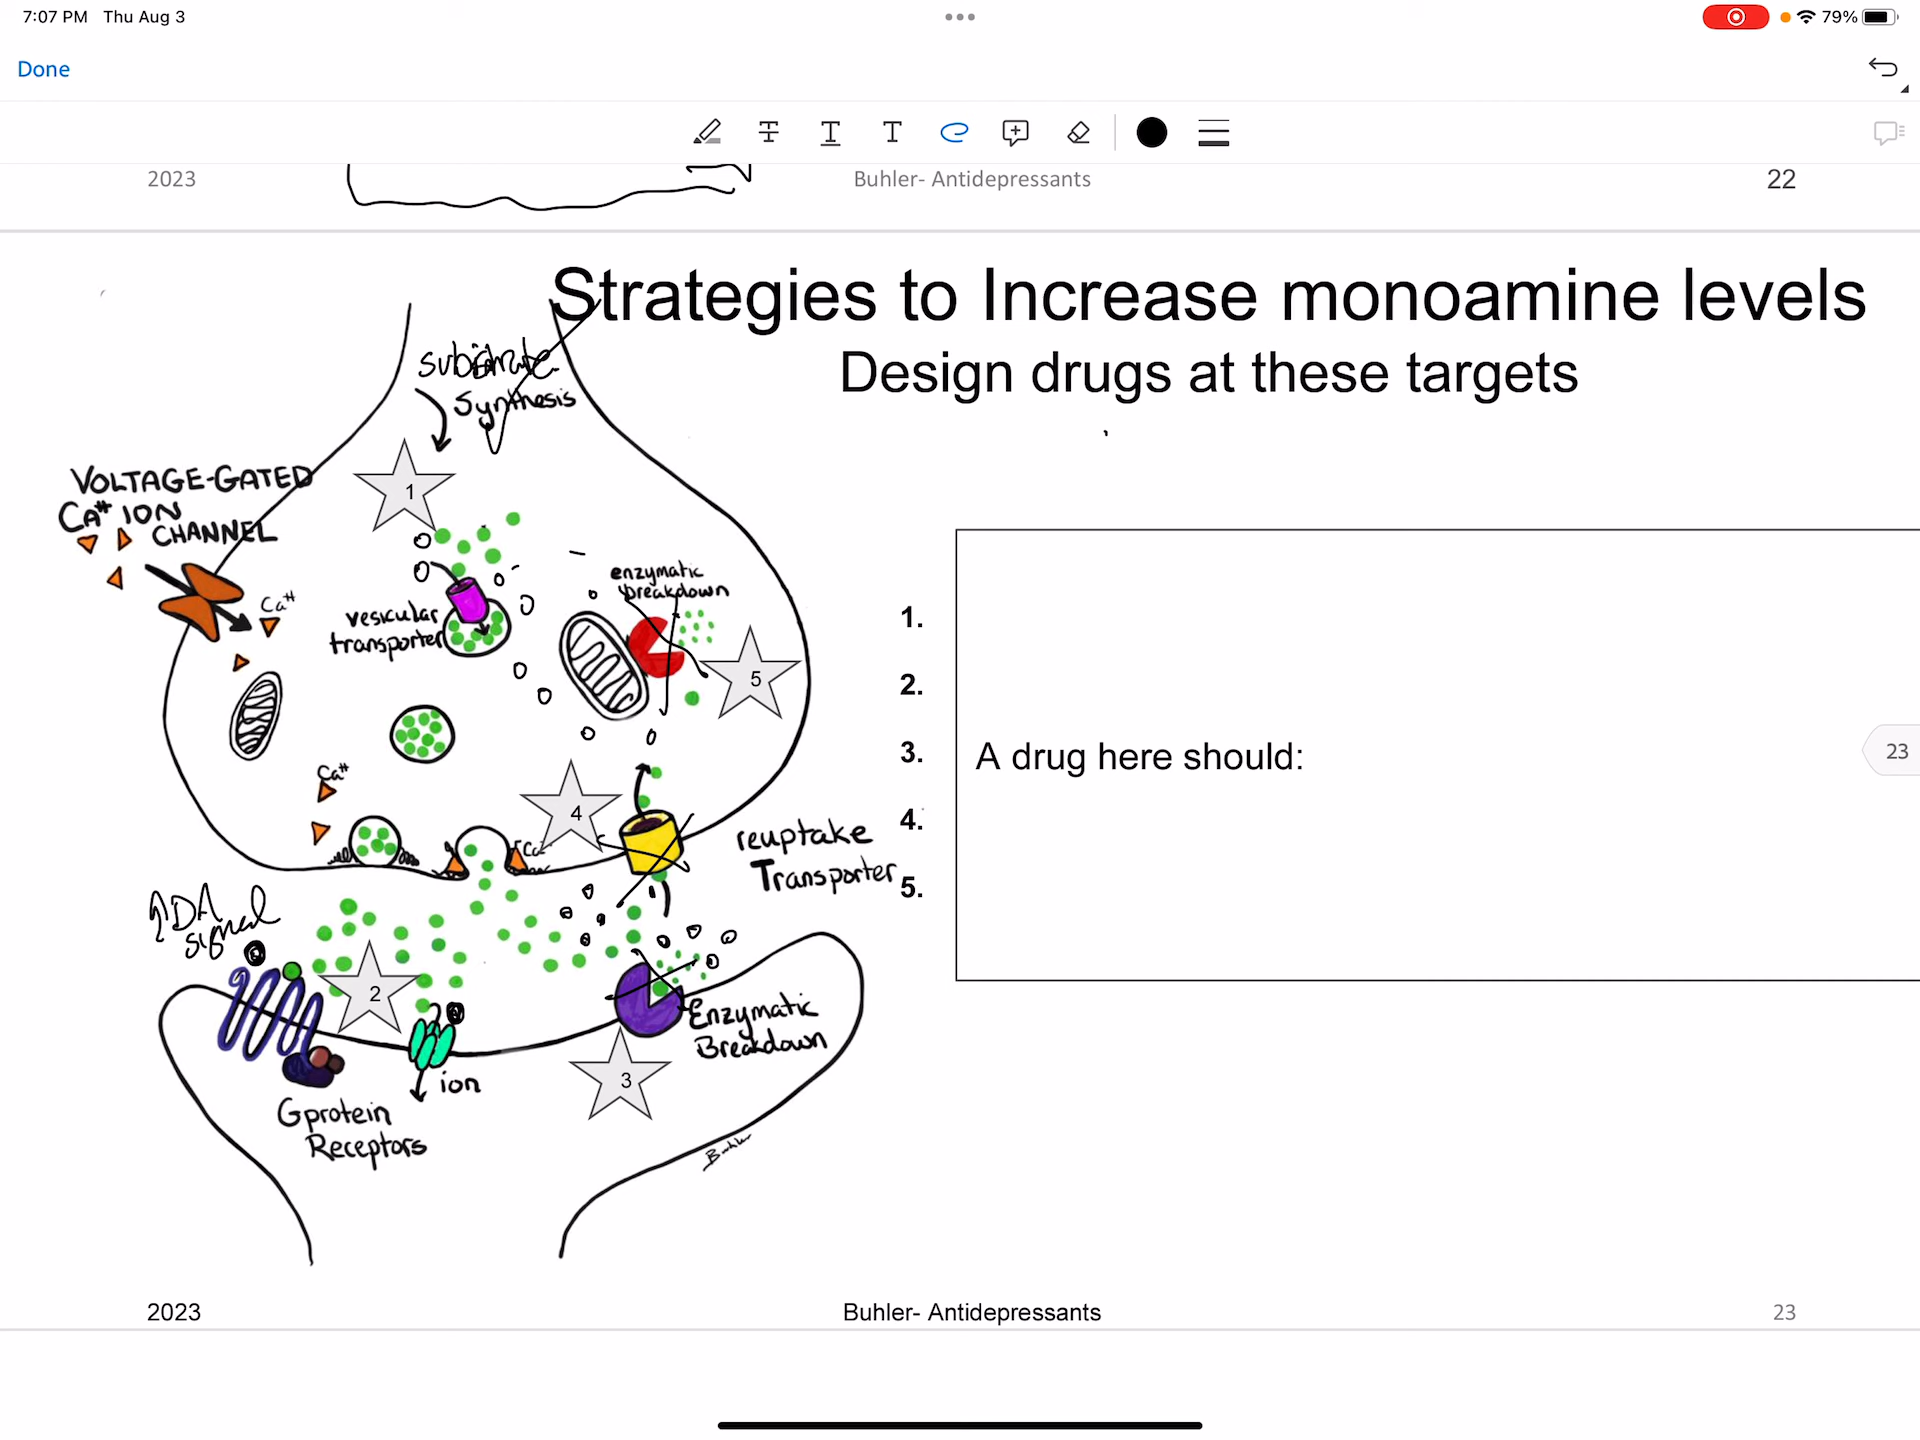 7:07 PM Thu Aug 3
79%
Done
2023
Buhler- Antidepressants
22
Strategies to Increase monoamine levels
Design drugs at these targets
substrate
Synthesis
1
VOLTAGE-GATED
Ca++ ION
CHANNEL
Ca++
vesicular
transporter
enzymatic
breakdown
5
Ca++
4
Ca
reuptake
Transporter
1.
2.
3.
4.
5.
A drug here should:
23
↑DA
signal
2
Enzymatic
Breakdown
ion
3
Gprotein
Receptors
Buhler
2023
Buhler- Antidepressants
23